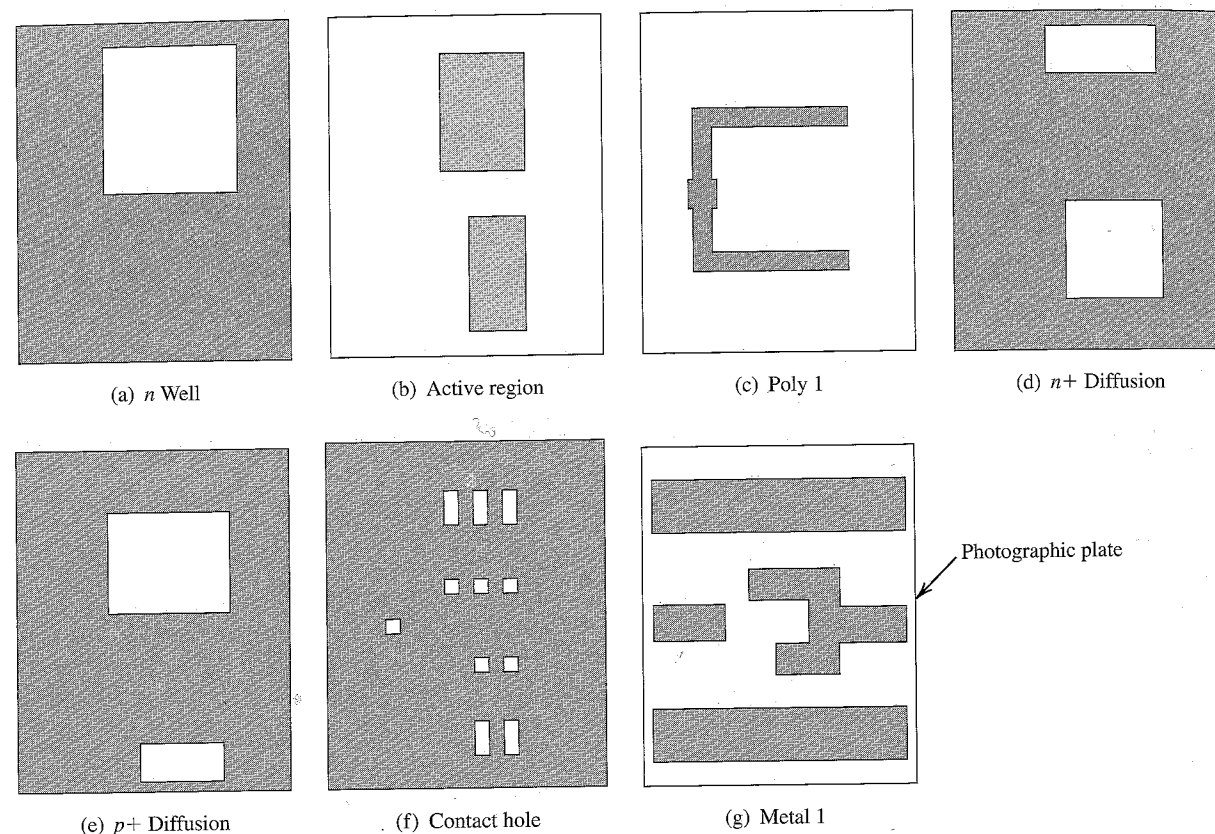 (a) n Well
(b) Active region
(c) Poly 1
(d) n+ Diffusion
(e) p+ Diffusion
(f) Contact hole
(g) Metal 1
Photographic plate